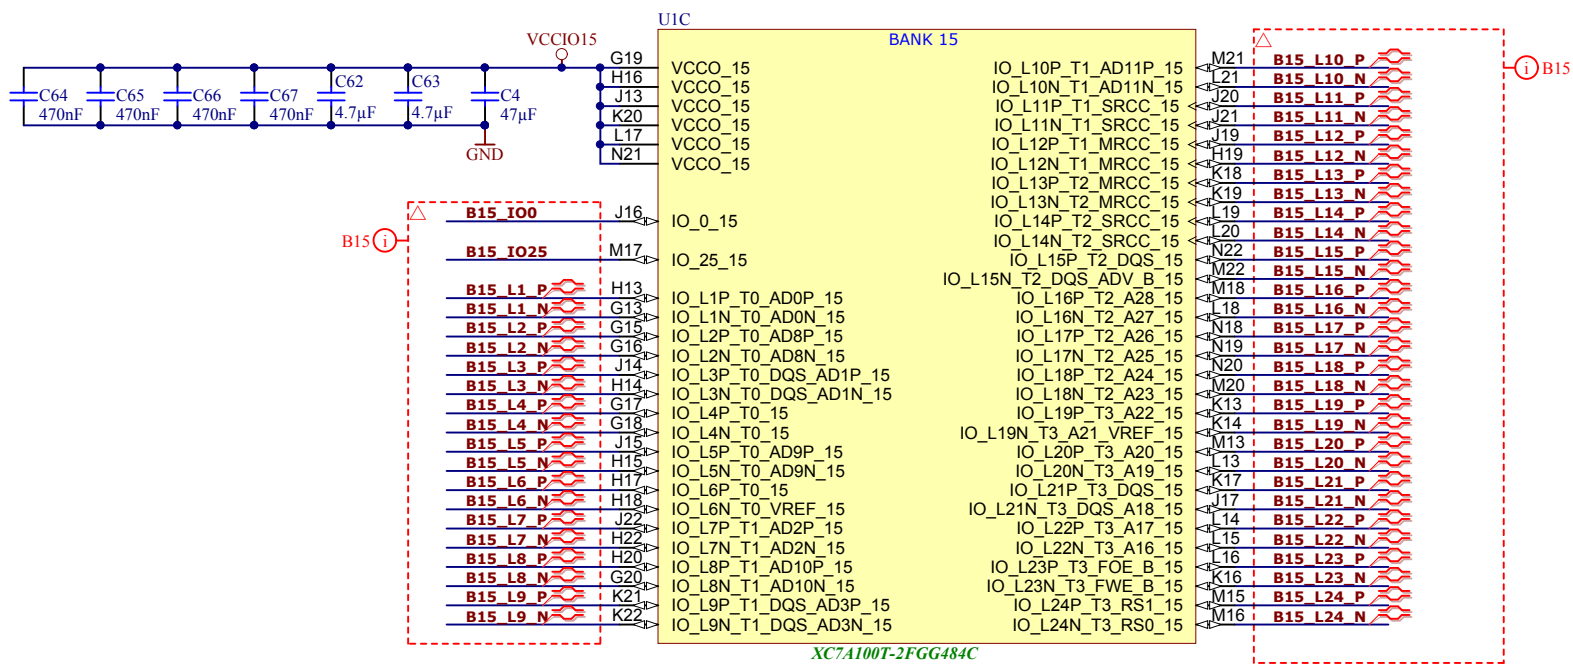 U1C
BANK 15
VCCIO15
C64
470nF
C65
470nF
C66
470nF
C67
470nF
C62
4.7µF
C63
4.7µF
C4
47µF
GND
G19 VCCO_15
H16 VCCO_15
J13 VCCO_15
K20 VCCO_15
L17 VCCO_15
N21 VCCO_15
B15 i
B15_IO0 J16 IO_0_15
B15_IO25 M17 IO_25_15
B15_L1_P H13 IO_L1P_T0_AD0P_15
B15_L1_N G13 IO_L1N_T0_AD0N_15
B15_L2_P G15 IO_L2P_T0_AD8P_15
B15_L2_N G16 IO_L2N_T0_AD8N_15
B15_L3_P J14 IO_L3P_T0_DQS_AD1P_15
B15_L3_N H14 IO_L3N_T0_DQS_AD1N_15
B15_L4_P G17 IO_L4P_T0_15
B15_L4_N G18 IO_L4N_T0_15
B15_L5_P J15 IO_L5P_T0_AD9P_15
B15_L5_N H15 IO_L5N_T0_AD9N_15
B15_L6_P H17 IO_L6P_T0_15
B15_L6_N H18 IO_L6N_T0_VREF_15
B15_L7_P J22 IO_L7P_T1_AD2P_15
B15_L7_N H22 IO_L7N_T1_AD2N_15
B15_L8_P H20 IO_L8P_T1_AD10P_15
B15_L8_N G20 IO_L8N_T1_AD10N_15
B15_L9_P K21 IO_L9P_T1_DQS_AD3P_15
B15_L9_N K22 IO_L9N_T1_DQS_AD3N_15
IO_L10P_T1_AD11P_15 M21 B15_L10_P
IO_L10N_T1_AD11N_15 L21 B15_L10_N
IO_L11P_T1_SRCC_15 J20 B15_L11_P
IO_L11N_T1_SRCC_15 J21 B15_L11_N
IO_L12P_T1_MRCC_15 J19 B15_L12_P
IO_L12N_T1_MRCC_15 H19 B15_L12_N
IO_L13P_T2_MRCC_15 K18 B15_L13_P
IO_L13N_T2_MRCC_15 K19 B15_L13_N
IO_L14P_T2_SRCC_15 L19 B15_L14_P
IO_L14N_T2_SRCC_15 L20 B15_L14_N
IO_L15P_T2_DQS_15 N22 B15_L15_P
IO_L15N_T2_DQS_ADV_B_15 M22 B15_L15_N
IO_L16P_T2_A28_15 M18 B15_L16_P
IO_L16N_T2_A27_15 L18 B15_L16_N
IO_L17P_T2_A26_15 N18 B15_L17_P
IO_L17N_T2_A25_15 N19 B15_L17_N
IO_L18P_T2_A24_15 N20 B15_L18_P
IO_L18N_T2_A23_15 M20 B15_L18_N
IO_L19P_T3_A22_15 K13 B15_L19_P
IO_L19N_T3_A21_VREF_15 K14 B15_L19_N
IO_L20P_T3_A20_15 M13 B15_L20_P
IO_L20N_T3_A19_15 L13 B15_L20_N
IO_L21P_T3_DQS_15 K17 B15_L21_P
IO_L21N_T3_DQS_A18_15 J17 B15_L21_N
IO_L22P_T3_A17_15 L14 B15_L22_P
IO_L22N_T3_A16_15 L15 B15_L22_N
IO_L23P_T3_FOE_B_15 L16 B15_L23_P
IO_L23N_T3_FWE_B_15 K16 B15_L23_N
IO_L24P_T3_RS1_15 M15 B15_L24_P
IO_L24N_T3_RS0_15 M16 B15_L24_N
i B15
XC7A100T-2FGG484C